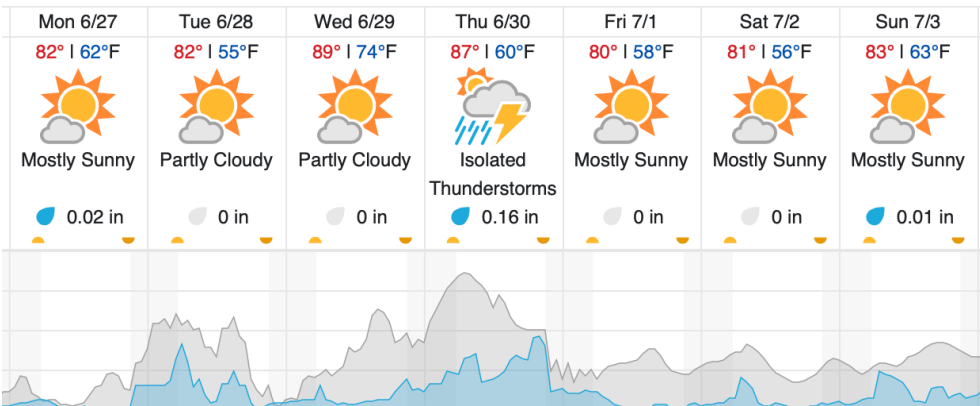 Mon 6/27 Tue 6/28 Wed 6/29 Thu 6/30 Fri 7/1 Sat 7/2 Sun 7/3
82° | 62°F 82° | 55°F 89° | 74°F 87° | 60°F 80° | 58°F 81° | 56°F 83° | 63°F
Mostly Sunny Partly Cloudy Partly Cloudy Isolated Mostly Sunny Mostly Sunny Mostly Sunny
Thunderstorms
0.02 in 0 in 0 in 0.16 in 0 in 0 in 0.01 in